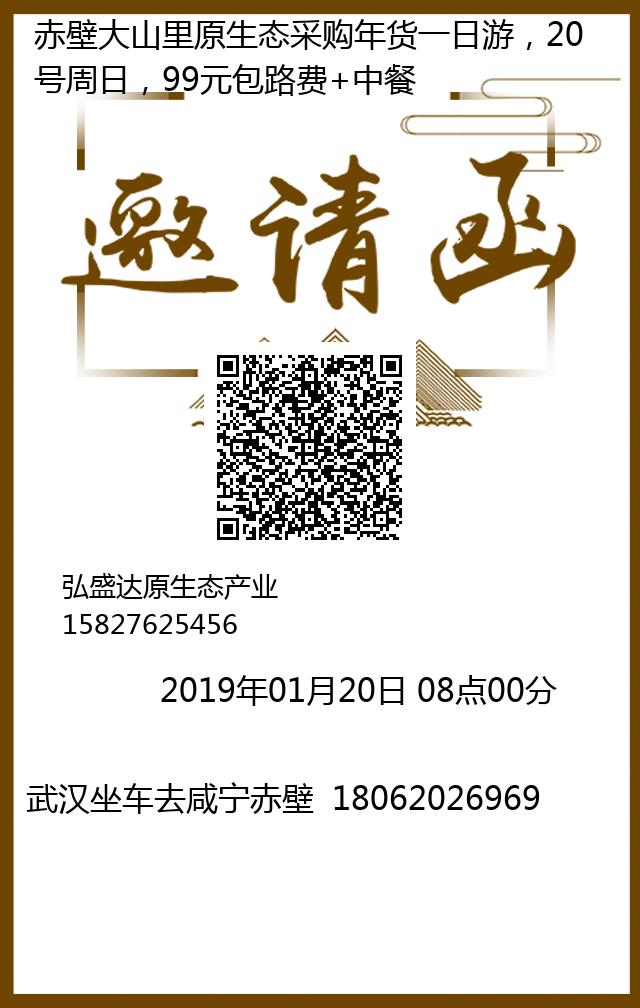 赤壁大山里原生态采购年货一日游，20
号周日，99元包路费+中餐
邀请函
弘盛达原生态产业
15827625456
2019年01月20日 08点00分
武汉坐车去咸宁赤壁 18062026969